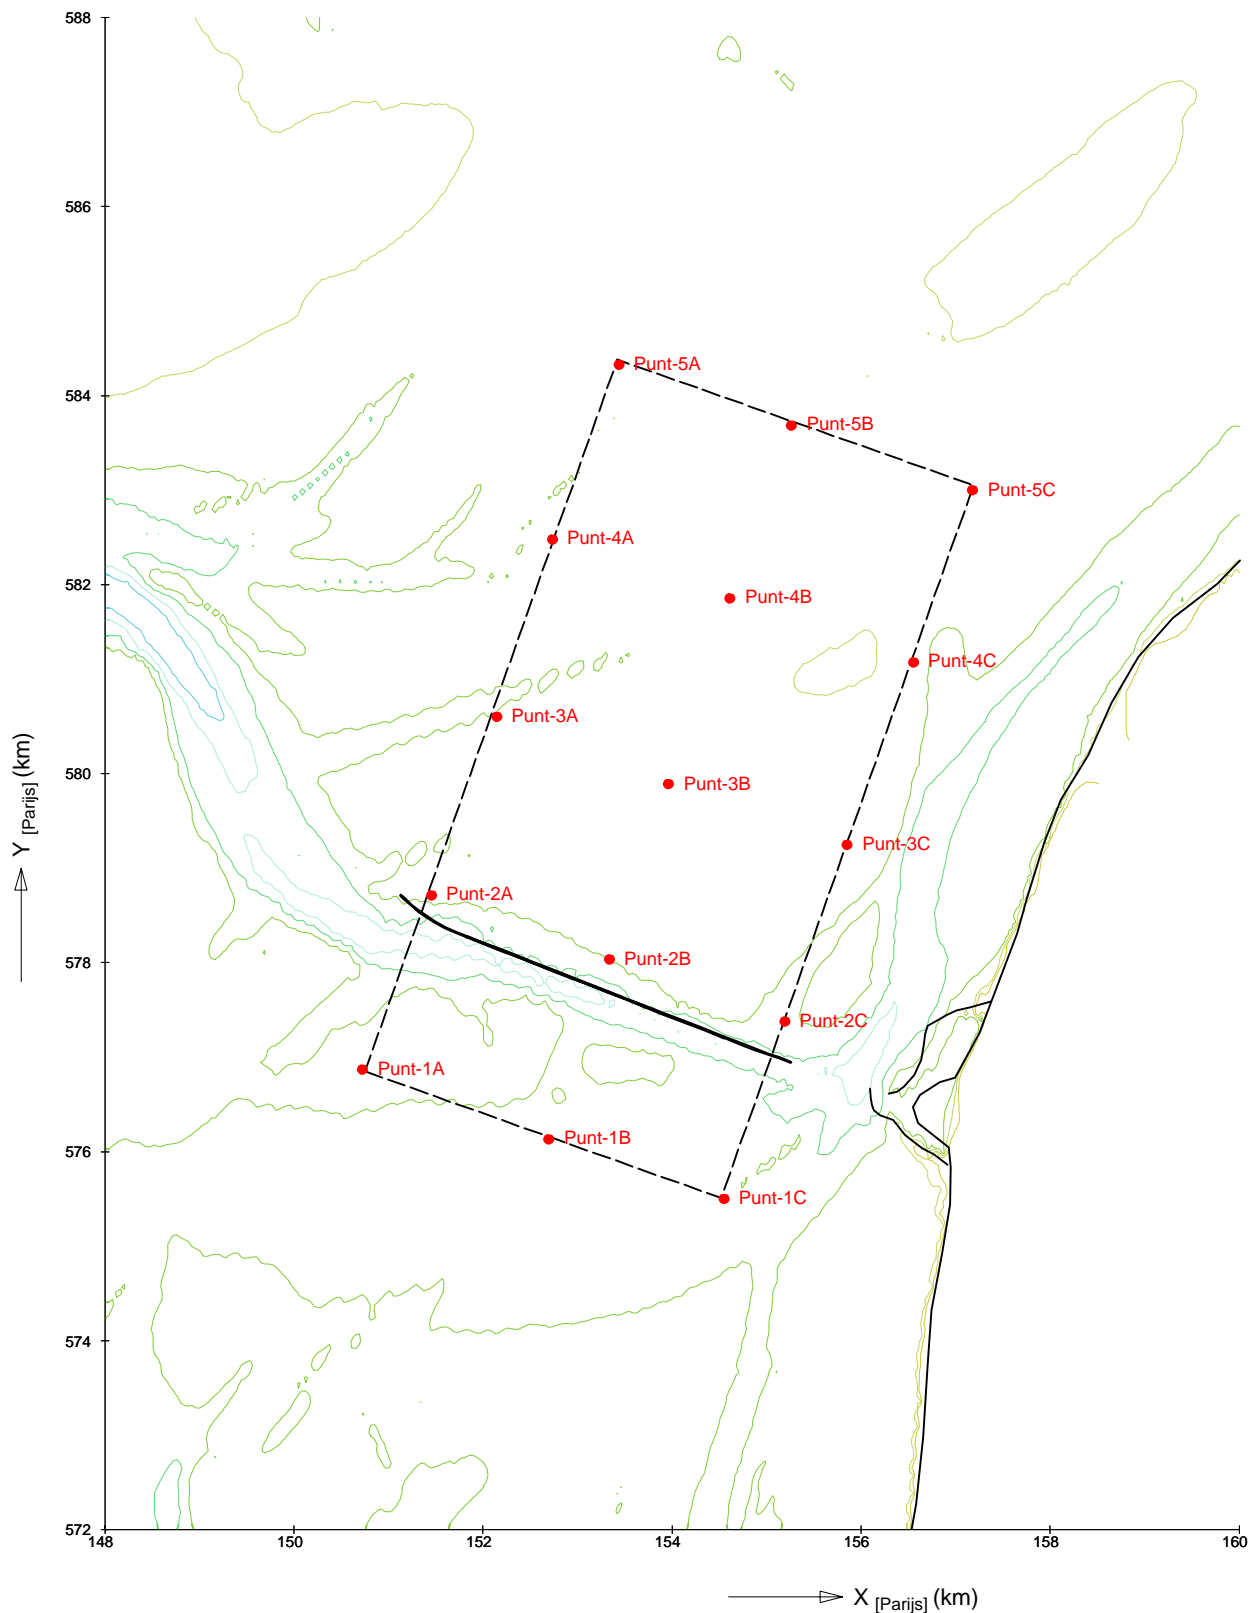 588
586
584
582
580
578
576
574
572
148
150
152
154
156
158
160
Y [Parijs] (km)
X [Parijs] (km)
Punt-5A
Punt-5B
Punt-5C
Punt-4A
Punt-4B
Punt-4C
Punt-3A
Punt-3B
Punt-3C
Punt-2A
Punt-2B
Punt-2C
Punt-1A
Punt-1B
Punt-1C